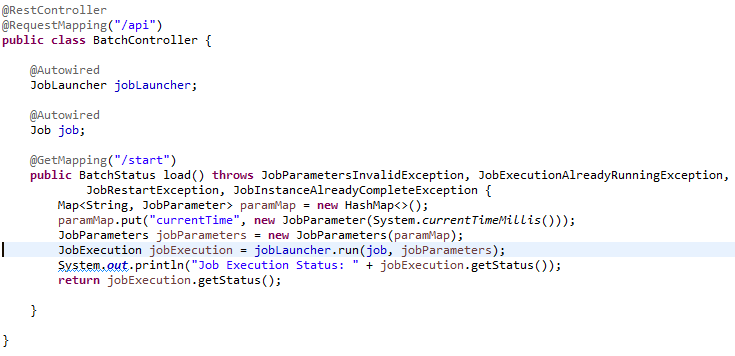 @RestController
@RequestMapping("/api")
public class BatchController {
@Autowired
JobLauncher jobLauncher;
@Autowired
Job job;
@GetMapping("/start")
public BatchStatus load() throws JobParametersInvalidException, JobExecutionAlreadyRunningException,
JobRestartException, JobInstanceAlreadyCompleteException {
Map<String, JobParameter> paramMap = new HashMap<>();
paramMap.put("currentTime", new JobParameter(System.currentTimeMillis()));
JobParameters jobParameters = new JobParameters(paramMap);
JobExecution jobExecution = jobLauncher.run(job, jobParameters);
System.out.println("Job Execution Status: " + jobExecution.getStatus());
return jobExecution.getStatus();
}
}